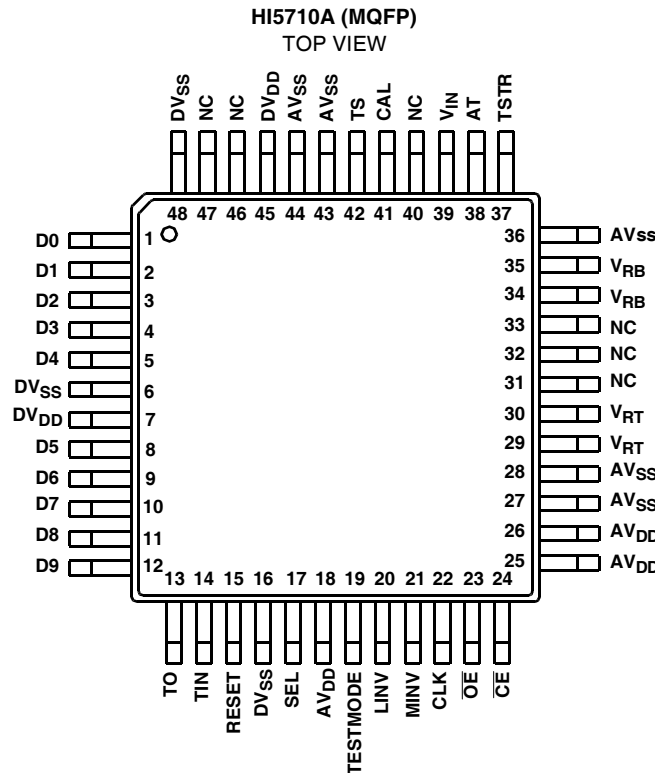 HI5710A (MQFP)
TOP VIEW
DVSS NC NC DVDD AVSS AVSS TS CAL NC VIN AT TSTR
48 47 46 45 44 43 42 41 40 39 38 37
D0 1
D1 2
D2 3
D3 4
D4 5
DVSS 6
DVDD 7
D5 8
D6 9
D7 10
D8 11
D9 12
36 AVss
35 VRB
34 VRB
33 NC
32 NC
31 NC
30 VRT
29 VRT
28 AVSS
27 AVSS
26 AVDD
25 AVDD
13 14 15 16 17 18 19 20 21 22 23 24
TO TIN RESET DVSS SEL AVDD TESTMODE LINV MINV CLK OE CE